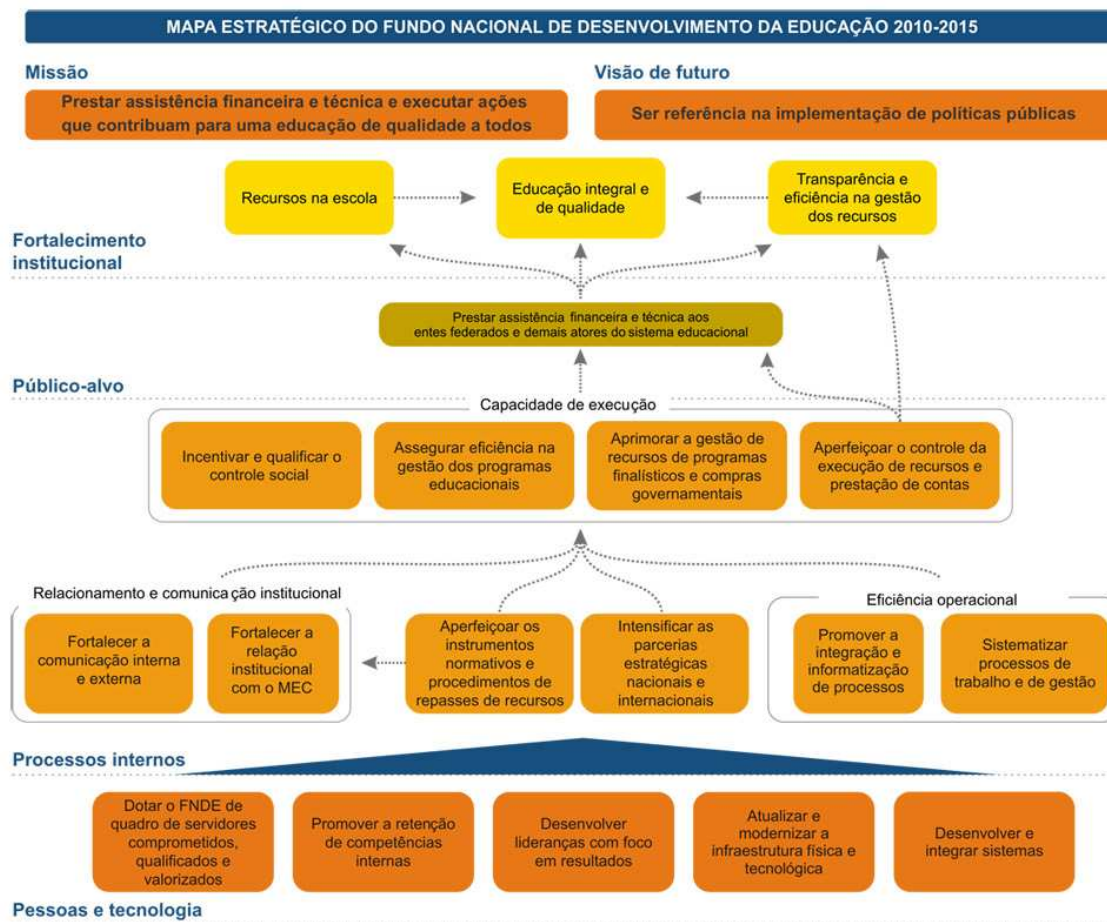 MAPA ESTRATÉGICO DO FUNDO NACIONAL DE DESENVOLVIMENTO DA EDUCAÇÃO 2010-2015
Missão
Prestar assistência financeira e técnica e executar ações
que contribuam para uma educação de qualidade a todos
Visão de futuro
Ser referência na implementação de políticas públicas
Recursos na escola
Educação integral e
de qualidade
Transparência e
eficiência na gestão
dos recursos
Fortalecimento
institucional
Prestar assistência financeira e técnica aos
entes federados e demais atores do sistema educacional
Público-alvo
Capacidade de execução
Incentivar e qualificar o
controle social
Assegurar eficiência na
gestão dos programas
educacionais
Aprimorar a gestão de
recursos de programas
finalísticos e compras
governamentais
Aperfeiçoar o controle da
execução de recursos e
prestação de contas
Relacionamento e comunicação institucional
Fortalecer a
comunicação interna
e externa
Fortalecer a
relação
institucional
com o MEC
Aperfeiçoar os
instrumentos
normativos e
procedimentos de
repasses de recursos
Intensificar as
parcerias
estratégicas
nacionais e
internacionais
Eficiência operacional
Promover a
integração e
informatização
de processos
Sistematizar
processos de
trabalho e de gestão
Processos internos
Dotar o FNDE de
quadro de servidores
comprometidos,
qualificados e
valorizados
Promover a retenção
de competências
internas
Desenvolver
lideranças com foco
em resultados
Atualizar e
modernizar a
infraestrutura física e
tecnológica
Desenvolver e
integrar sistemas
Pessoas e tecnologia